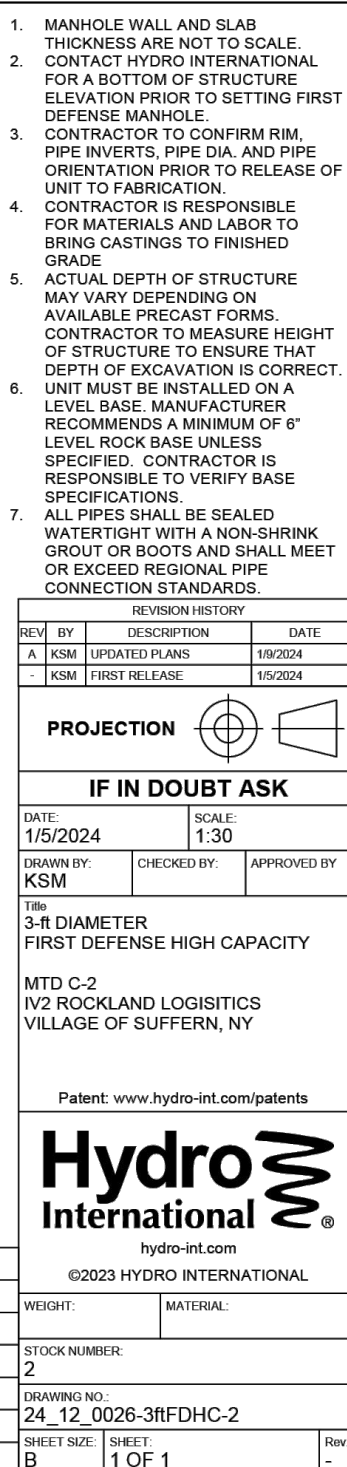 1. MANHOLE WALL AND SLAB
THICKNESS ARE NOT TO SCALE.
2. CONTACT HYDRO INTERNATIONAL
FOR A BOTTOM OF STRUCTURE
ELEVATION PRIOR TO SETTING FIRST
DEFENSE MANHOLE.
3. CONTRACTOR TO CONFIRM RIM,
PIPE INVERTS, PIPE DIA. AND PIPE
ORIENTATION PRIOR TO RELEASE OF
UNIT TO FABRICATION.
4. CONTRACTOR IS RESPONSIBLE
FOR MATERIALS AND LABOR TO
BRING CASTINGS TO FINISHED
GRADE
5. ACTUAL DEPTH OF STRUCTURE
MAY VARY DEPENDING ON
AVAILABLE PRECAST FORMS.
CONTRACTOR TO MEASURE HEIGHT
OF STRUCTURE TO ENSURE THAT
DEPTH OF EXCAVATION IS CORRECT.
6. UNIT MUST BE INSTALLED ON A
LEVEL BASE. MANUFACTURER
RECOMMENDS A MINIMUM OF 6"
LEVEL ROCK BASE UNLESS
SPECIFIED. CONTRACTOR IS
RESPONSIBLE TO VERIFY BASE
SPECIFICATIONS.
7. ALL PIPES SHALL BE SEALED
WATERTIGHT WITH A NON-SHRINK
GROUT OR BOOTS AND SHALL MEET
OR EXCEED REGIONAL PIPE
CONNECTION STANDARDS.
REVISION HISTORY
REV BY DESCRIPTION DATE
A KSM UPDATED PLANS 1/9/2024
- KSM FIRST RELEASE 1/5/2024
PROJECTION
IF IN DOUBT ASK
DATE: SCALE:
1/5/2024 1:30
DRAWN BY: CHECKED BY: APPROVED BY
KSM
Title
3-ft DIAMETER
FIRST DEFENSE HIGH CAPACITY
MTD C-2
IV2 ROCKLAND LOGISITICS
VILLAGE OF SUFFERN, NY
Patent: www.hydro-int.com/patents
Hydro
International ®
hydro-int.com
©2023 HYDRO INTERNATIONAL
WEIGHT: MATERIAL:
STOCK NUMBER:
2
DRAWING NO.:
24_12_0026-3ftFDHC-2
SHEET SIZE: SHEET: Rev
B 1 OF 1 -